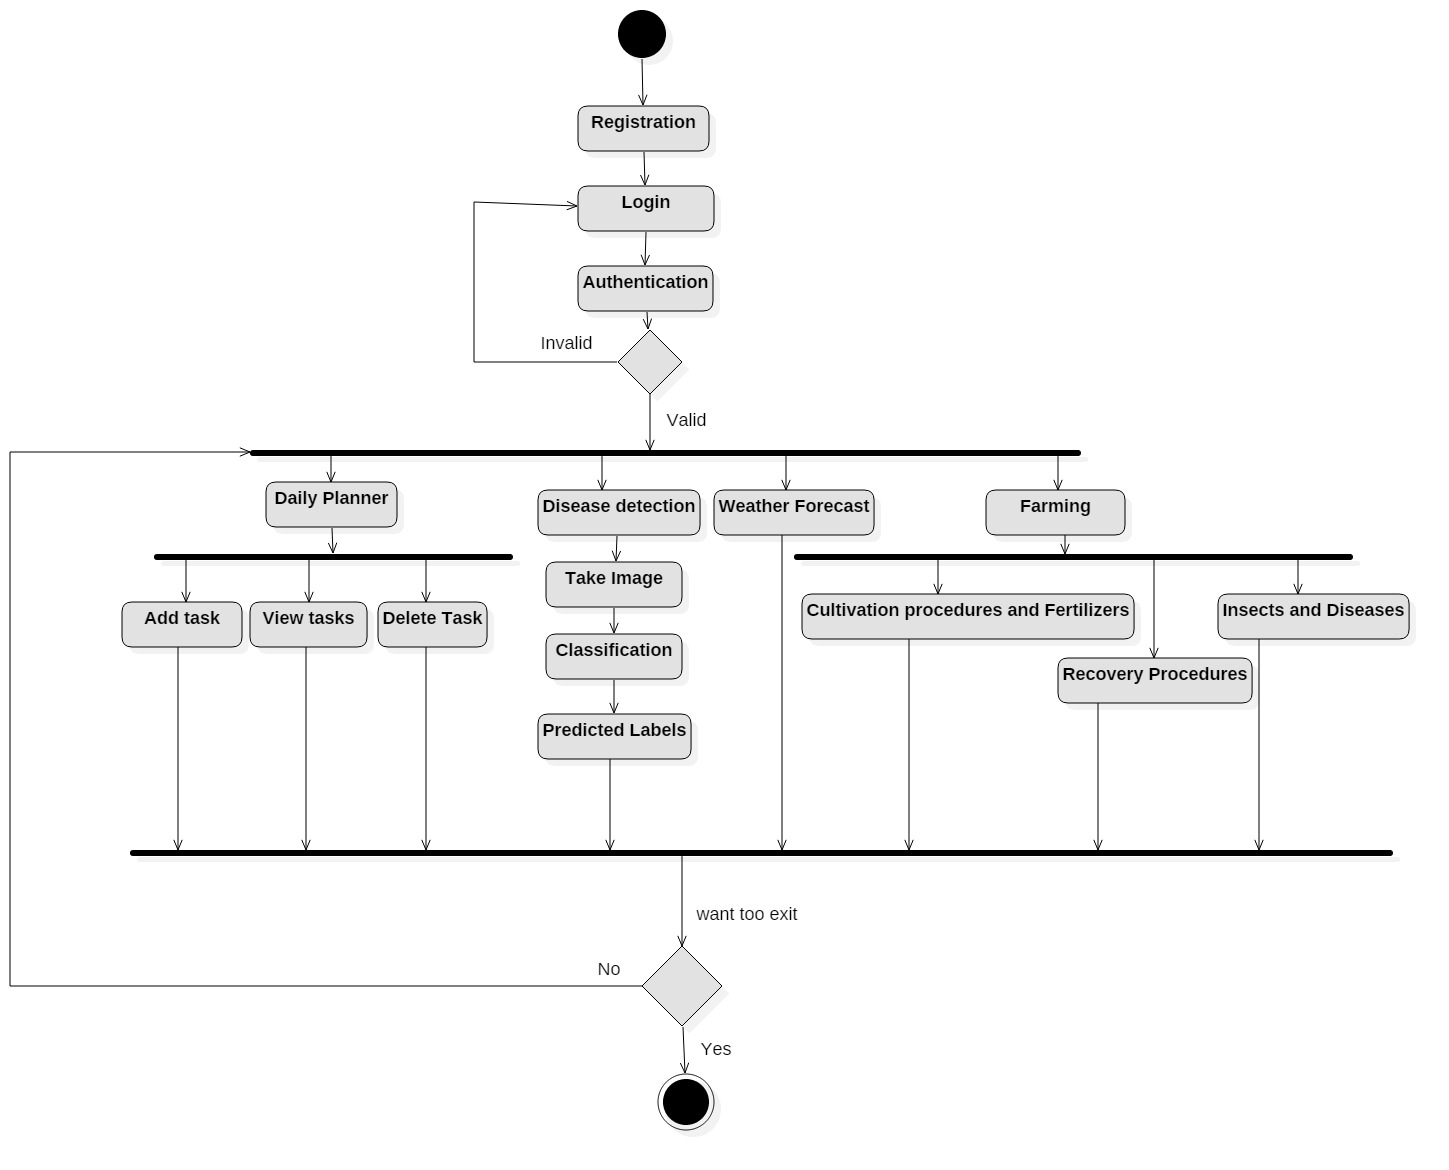 Registration
Login
Authentication
Invalid
Valid
Daily Planner
Disease detection
Weather Forecast
Farming
Add task
View tasks
Delete Task
Take Image
Cultivation procedures and Fertilizers
Insects and Diseases
Classification
Recovery Procedures
Predicted Labels
want too exit
No
Yes